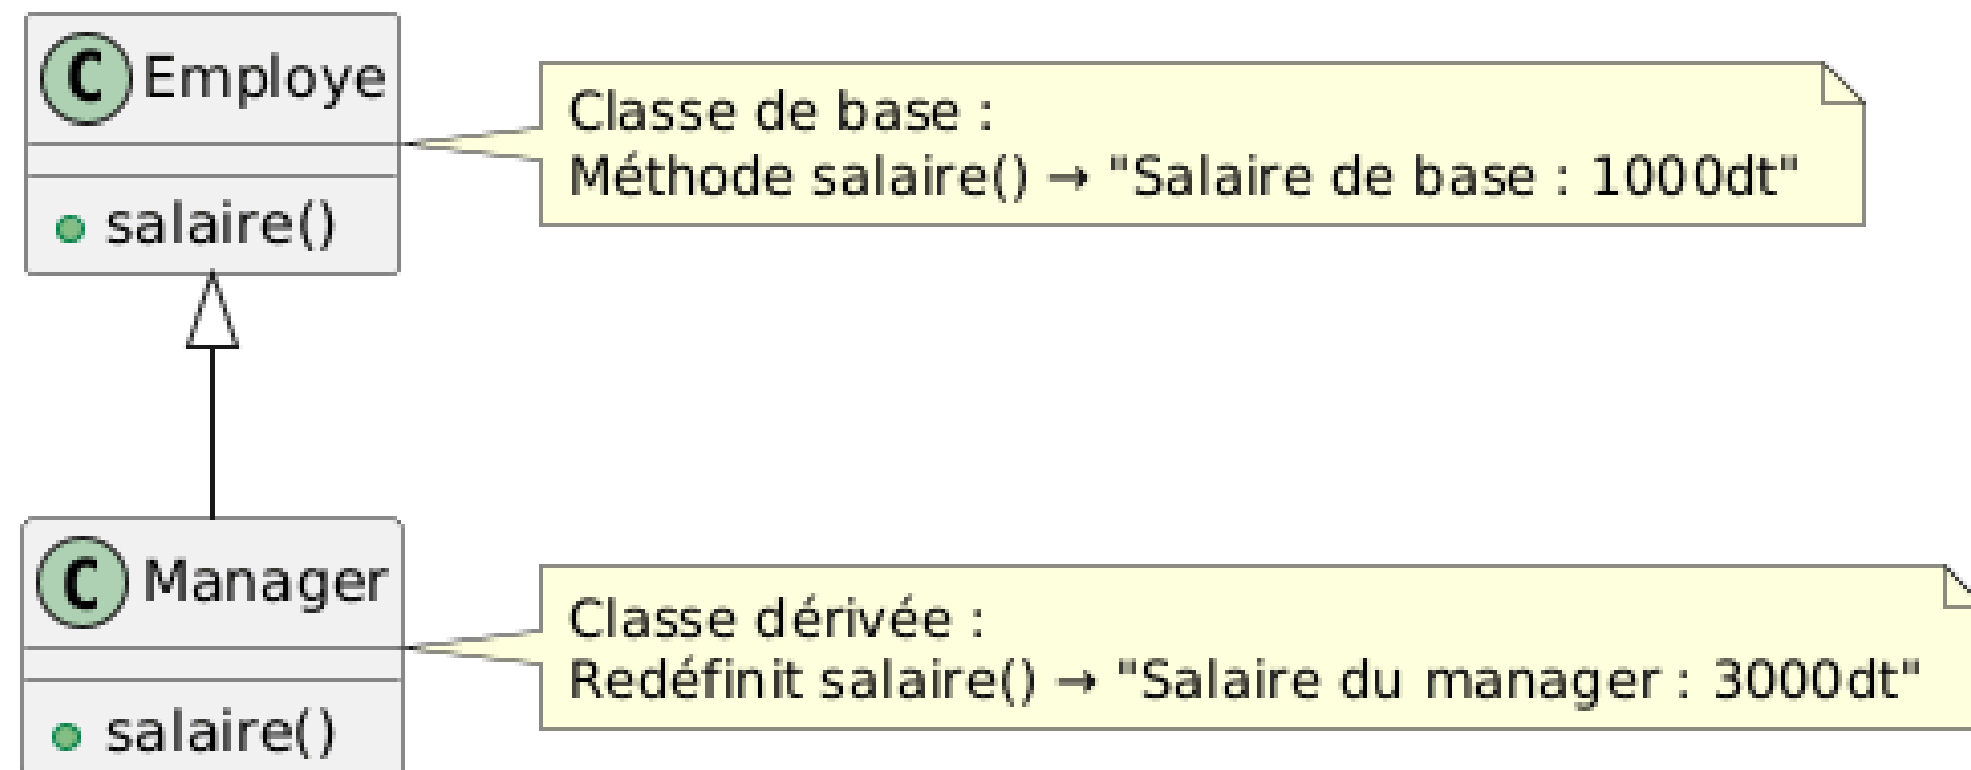 C Employe
salaire()
Classe de base :
Méthode salaire() → "Salaire de base : 1000dt"
C Manager
salaire()
Classe dérivée :
Redéfinit salaire() → "Salaire du manager : 3000dt"